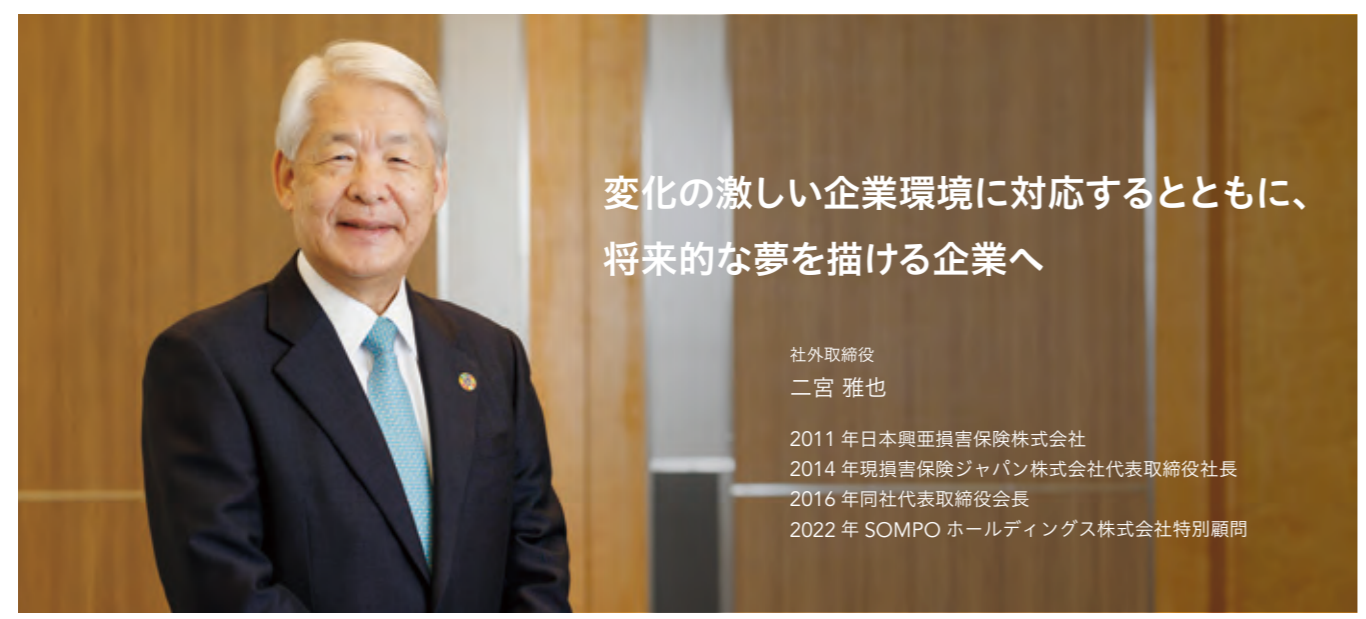 変化の激しい企業環境に対応するとともに、
将来的な夢を描ける企業へ
社外取締役
二宮 雅也
2011 年日本興亜損害保険株式会社
2014 年現損害保険ジャパン株式会社代表取締役社長
2016 年同社代表取締役会長
2022 年 SOMPO ホールディングス株式会社特別顧問